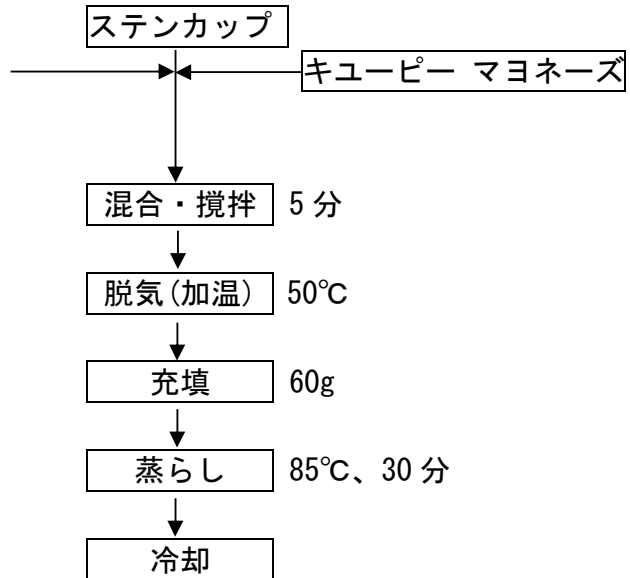 ステンカップ
キユーピー マヨネーズ
混合・撹拌 5分
脱気(加温) 50℃
充填 60g
蒸らし 85℃、30分
冷却